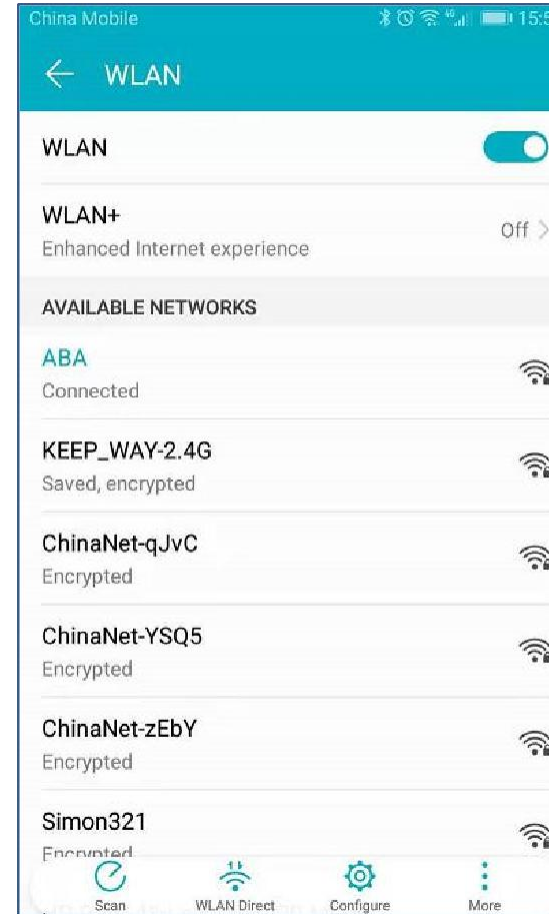 China Mobile 4G 15:5
WLAN
WLAN
WLAN+
Enhanced Internet experience
Off
AVAILABLE NETWORKS
ABA
Connected
KEEP_WAY-2.4G
Saved, encrypted
ChinaNet-qJvC
Encrypted
ChinaNet-YSQ5
Encrypted
ChinaNet-zEbY
Encrypted
Simon321
Encrypted
Scan WLAN Direct Configure More